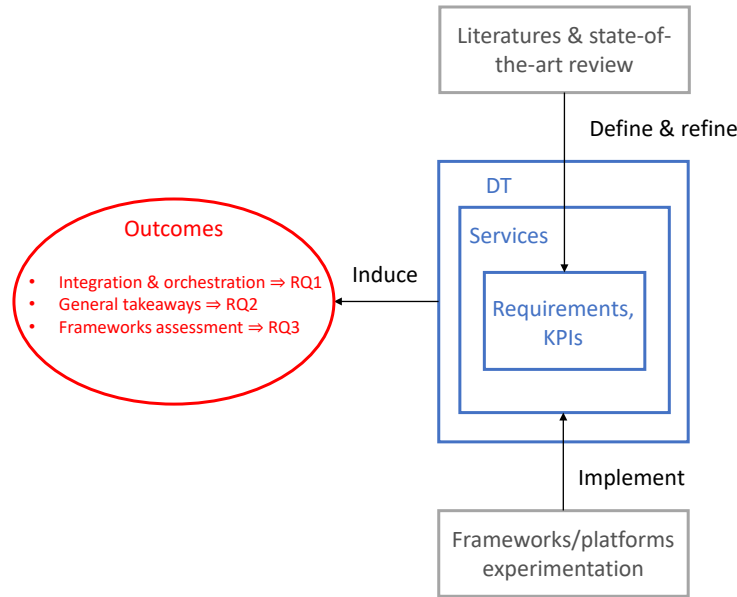 Literatures & state-of-
the-art review
Define & refine
DT
Services
Requirements,
KPIs
Outcomes
• Integration & orchestration ⇒ RQ1
• General takeaways ⇒ RQ2
• Frameworks assessment ⇒ RQ3
Induce
Implement
Frameworks/platforms
experimentation